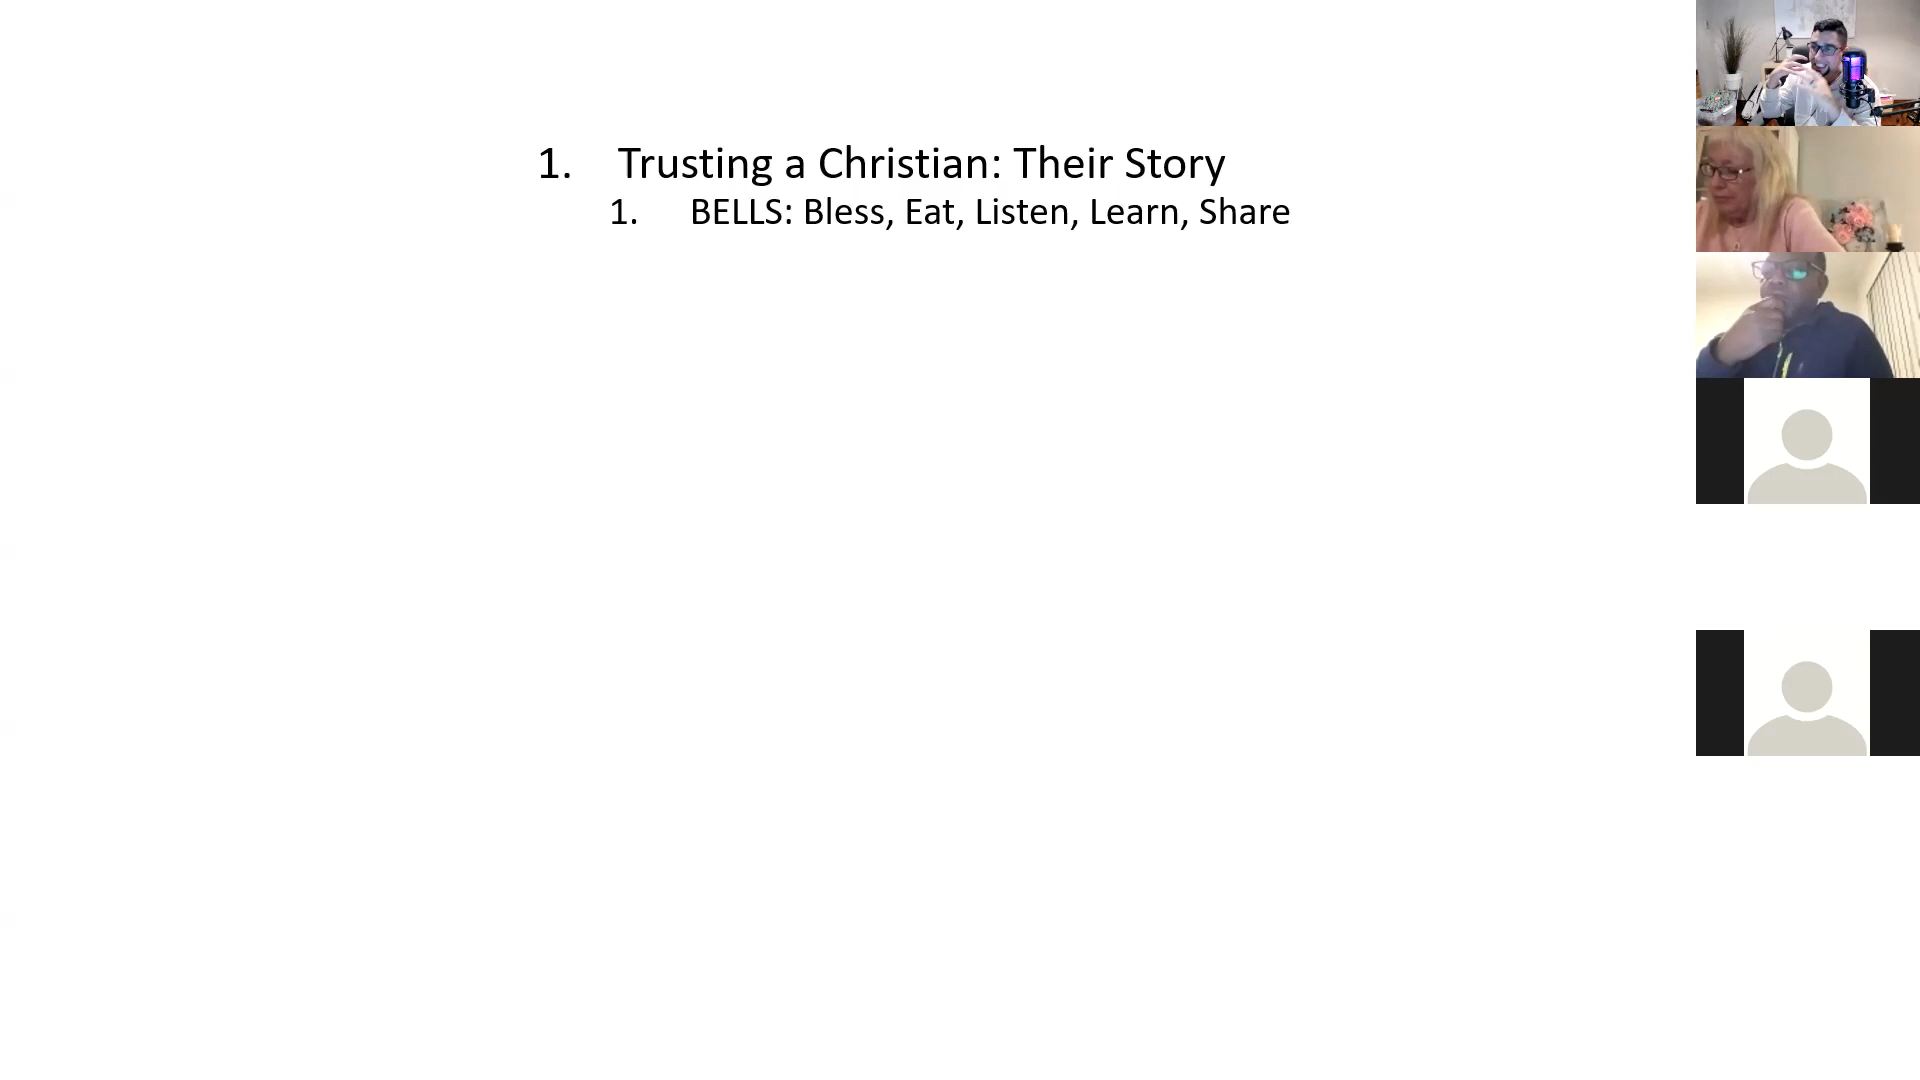 1. Trusting a Christian: Their Story
1. BELLS: Bless, Eat, Listen, Learn, Share